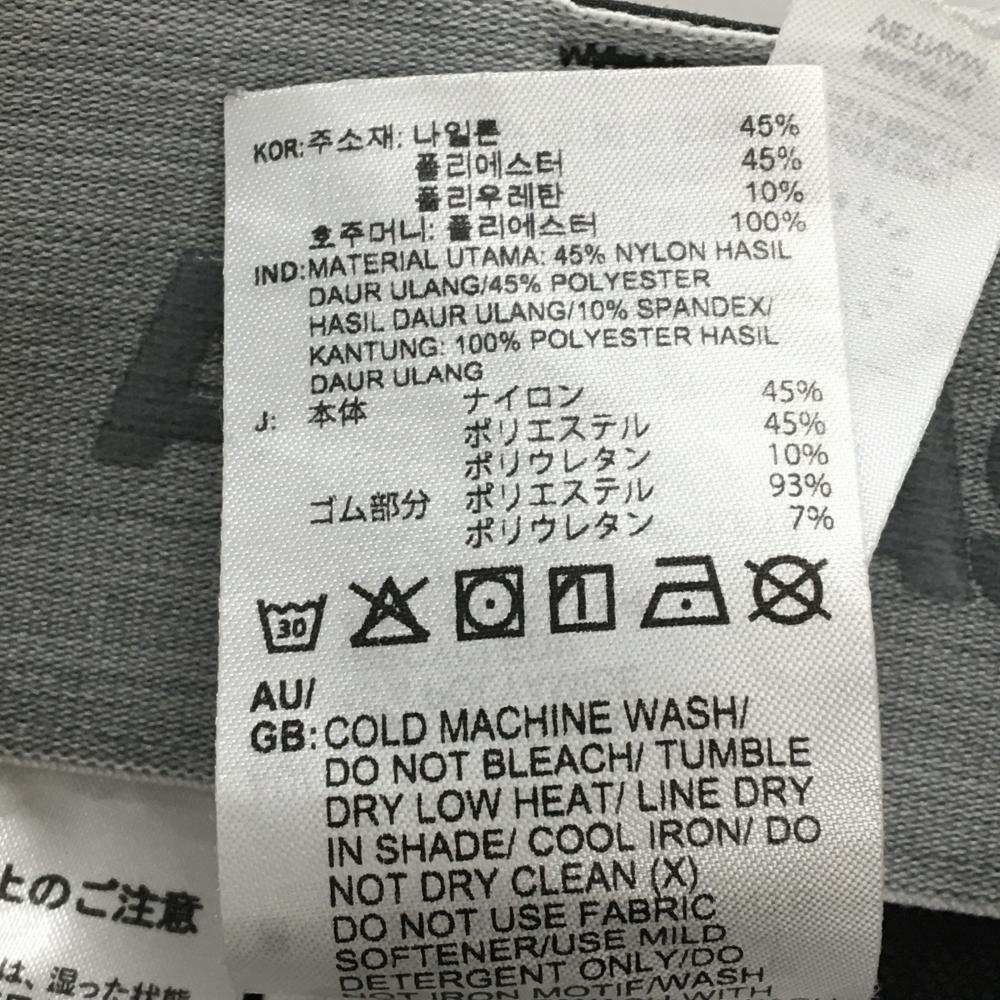 KOR:주소재: 나일론 45%
폴리에스터 45%
폴리우레탄 10%
호주머니: 폴리에스터 100%
IND:MATERIAL UTAMA: 45% NYLON HASIL
DAUR ULANG/45% POLYESTER
HASIL DAUR ULANG/10% SPANDEX/
KANTUNG: 100% POLYESTER HASIL
DAUR ULANG
J: 本体 ナイロン 45%
ポリエステル 45%
ポリウレタン 10%
ゴム部分 ポリエステル 93%
ポリウレタン 7%
30
AU/
GB:COLD MACHINE WASH/
DO NOT BLEACH/ TUMBLE
DRY LOW HEAT/ LINE DRY
IN SHADE/ COOL IRON/ DO
NOT DRY CLEAN (X)
DO NOT USE FABRIC
SOFTENER/USE MILD
DETERGENT ONLY/DO
NOT IRON MOTIF/WASH
上のご注意
は、湿った状態